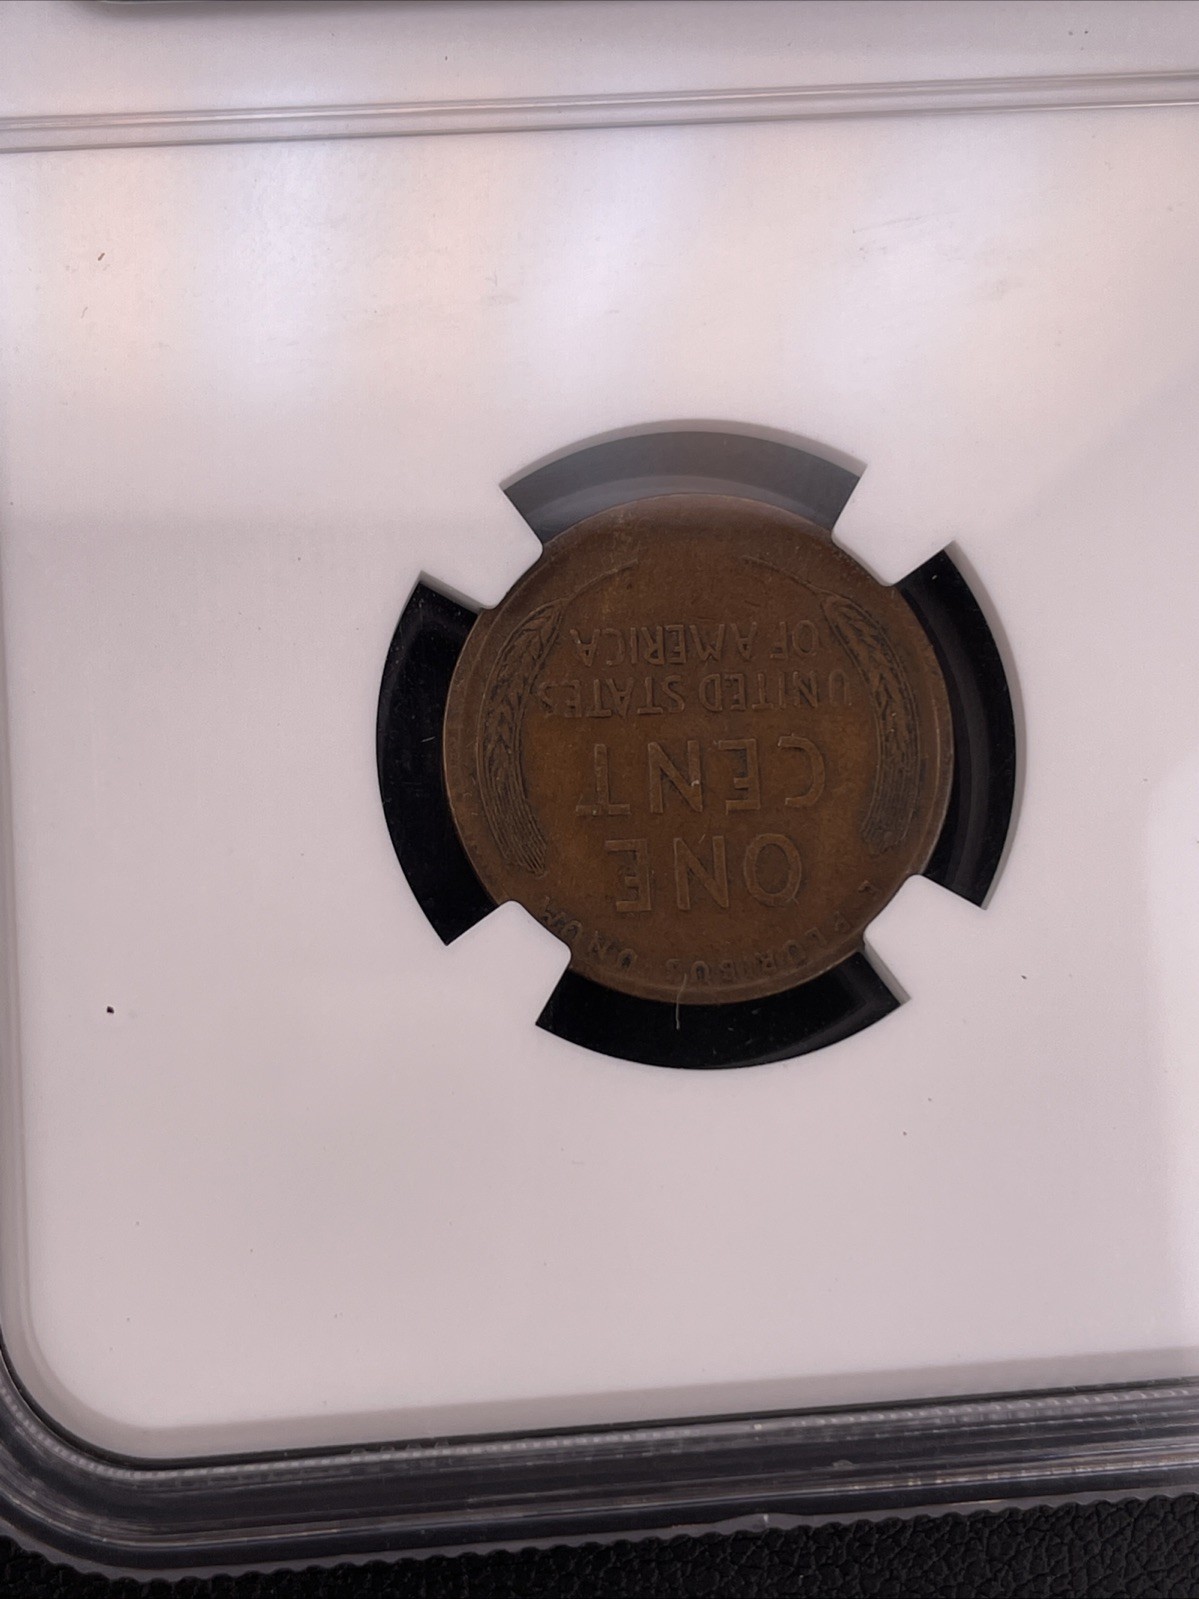 E PLURIBUS UNUM
ONE
CENT
UNITED STATES
OF AMERICA